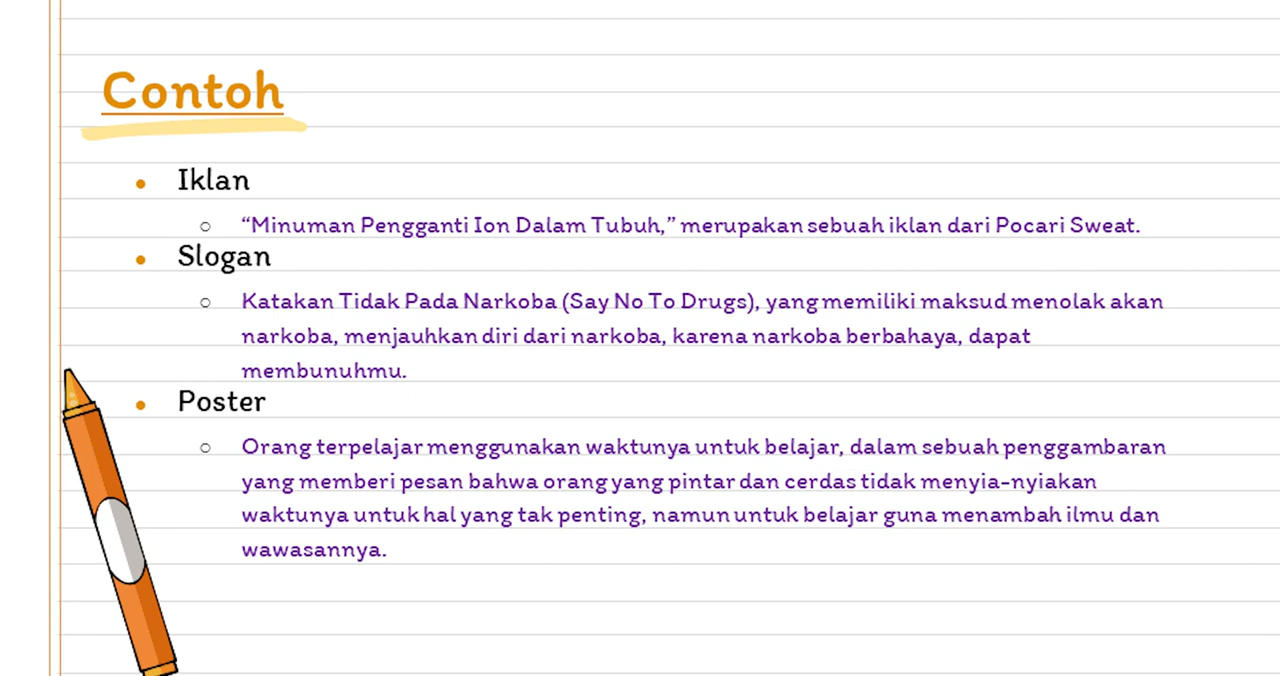 Contoh
Iklan
“Minuman Pengganti Ion Dalam Tubuh,” merupakan sebuah iklan dari Pocari Sweat.
Slogan
Katakan Tidak Pada Narkoba (Say No To Drugs), yang memiliki maksud menolak akan
narkoba, menjauhkan diri dari narkoba, karena narkoba berbahaya, dapat
membunuhmu.
Poster
Orang terpelajar menggunakan waktunya untuk belajar, dalam sebuah penggambaran
yang memberi pesan bahwa orang yang pintar dan cerdas tidak menyia-nyiakan
waktunya untuk hal yang tak penting, namun untuk belajar guna menambah ilmu dan
wawasannya.